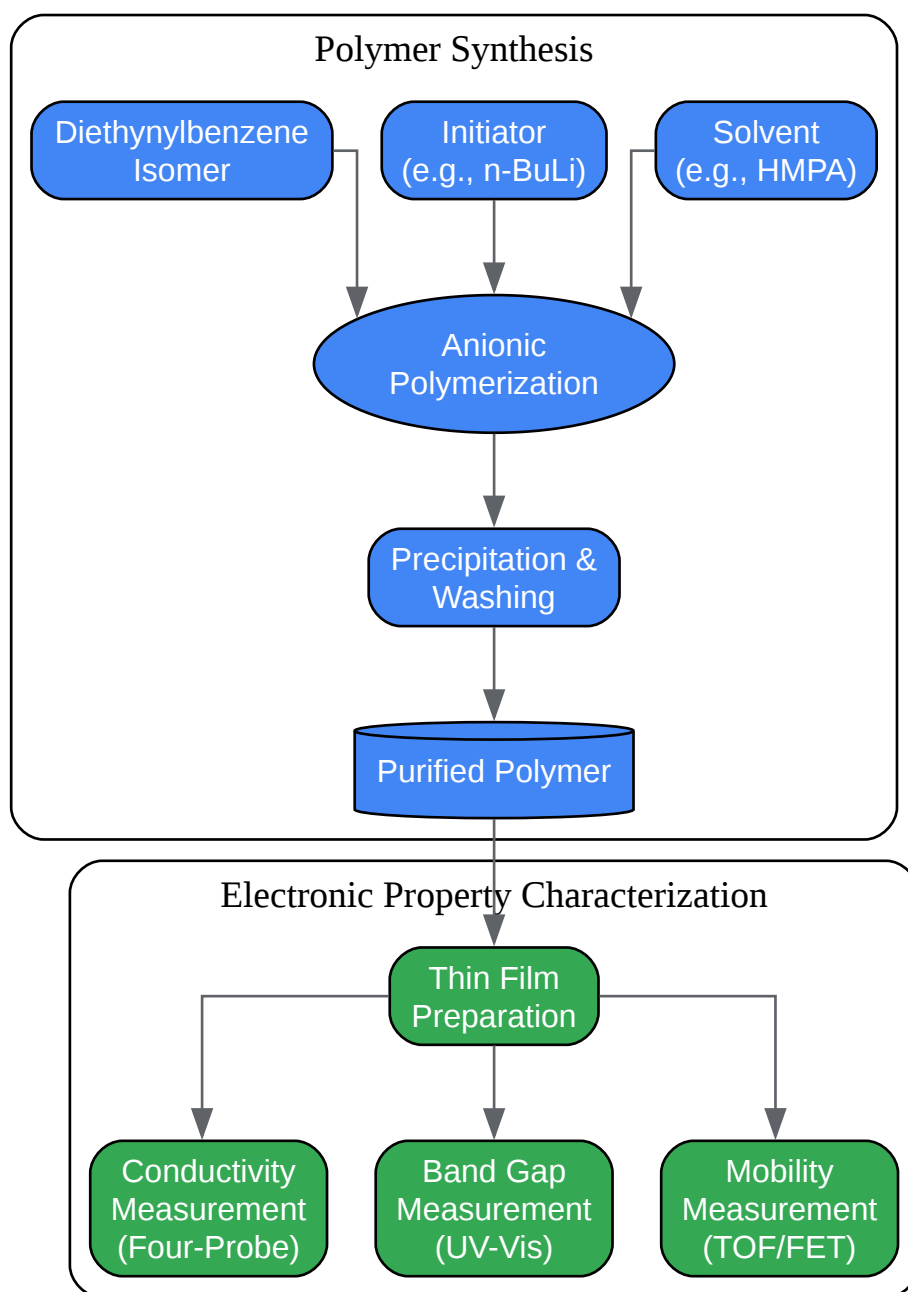 Polymer Synthesis
Diethynylbenzene
Isomer
Initiator
(e.g., n-BuLi)
Solvent
(e.g., HMPA)
Anionic
Polymerization
Precipitation &
Washing
Purified Polymer
Electronic Property Characterization
Thin Film
Preparation
Conductivity
Measurement
(Four-Probe)
Band Gap
Measurement
(UV-Vis)
Mobility
Measurement
(TOF/FET)